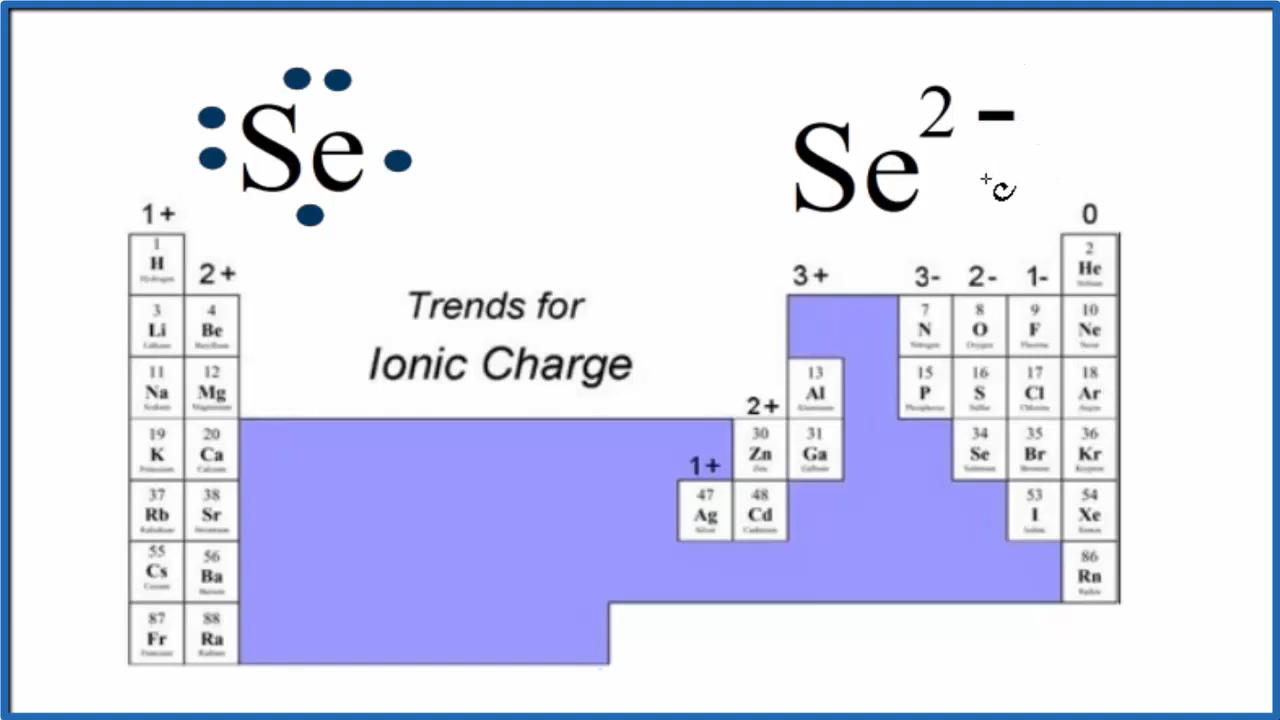 Se
Se2 -
1+ 0
2+ 3+ 3- 2- 1-
1 H 2 He
Trends for
Ionic Charge
3 Li 4 Be 7 N 8 O 9 F 10 Ne
11 Na 12 Mg 13 Al 15 P 16 S 17 Cl 18 Ar
2+
19 K 20 Ca 30 Zn 31 Ga 34 Se 35 Br 36 Kr
1+
37 Rb 38 Sr 47 Ag 48 Cd 53 I 54 Xe
55 Cs 56 Ba 86 Rn
87 Fr 88 Ra